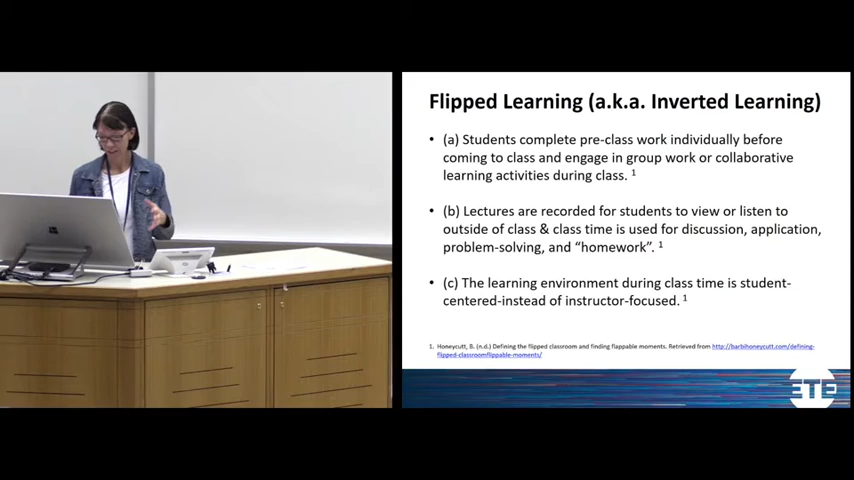 Flipped Learning (a.k.a. Inverted Learning)
• (a) Students complete pre-class work individually before
coming to class and engage in group work or collaborative
learning activities during class. 1
• (b) Lectures are recorded for students to view or listen to
outside of class & class time is used for discussion, application,
problem-solving, and “homework”. 1
• (c) The learning environment during class time is student-
centered-instead of instructor-focused. 1
1. Honeycutt, B. (n.d.) Defining the flipped classroom and finding flappable moments. Retrieved from http://barbihoneycutt.com/defining-
flipped-classroomflippable-moments/
ETE